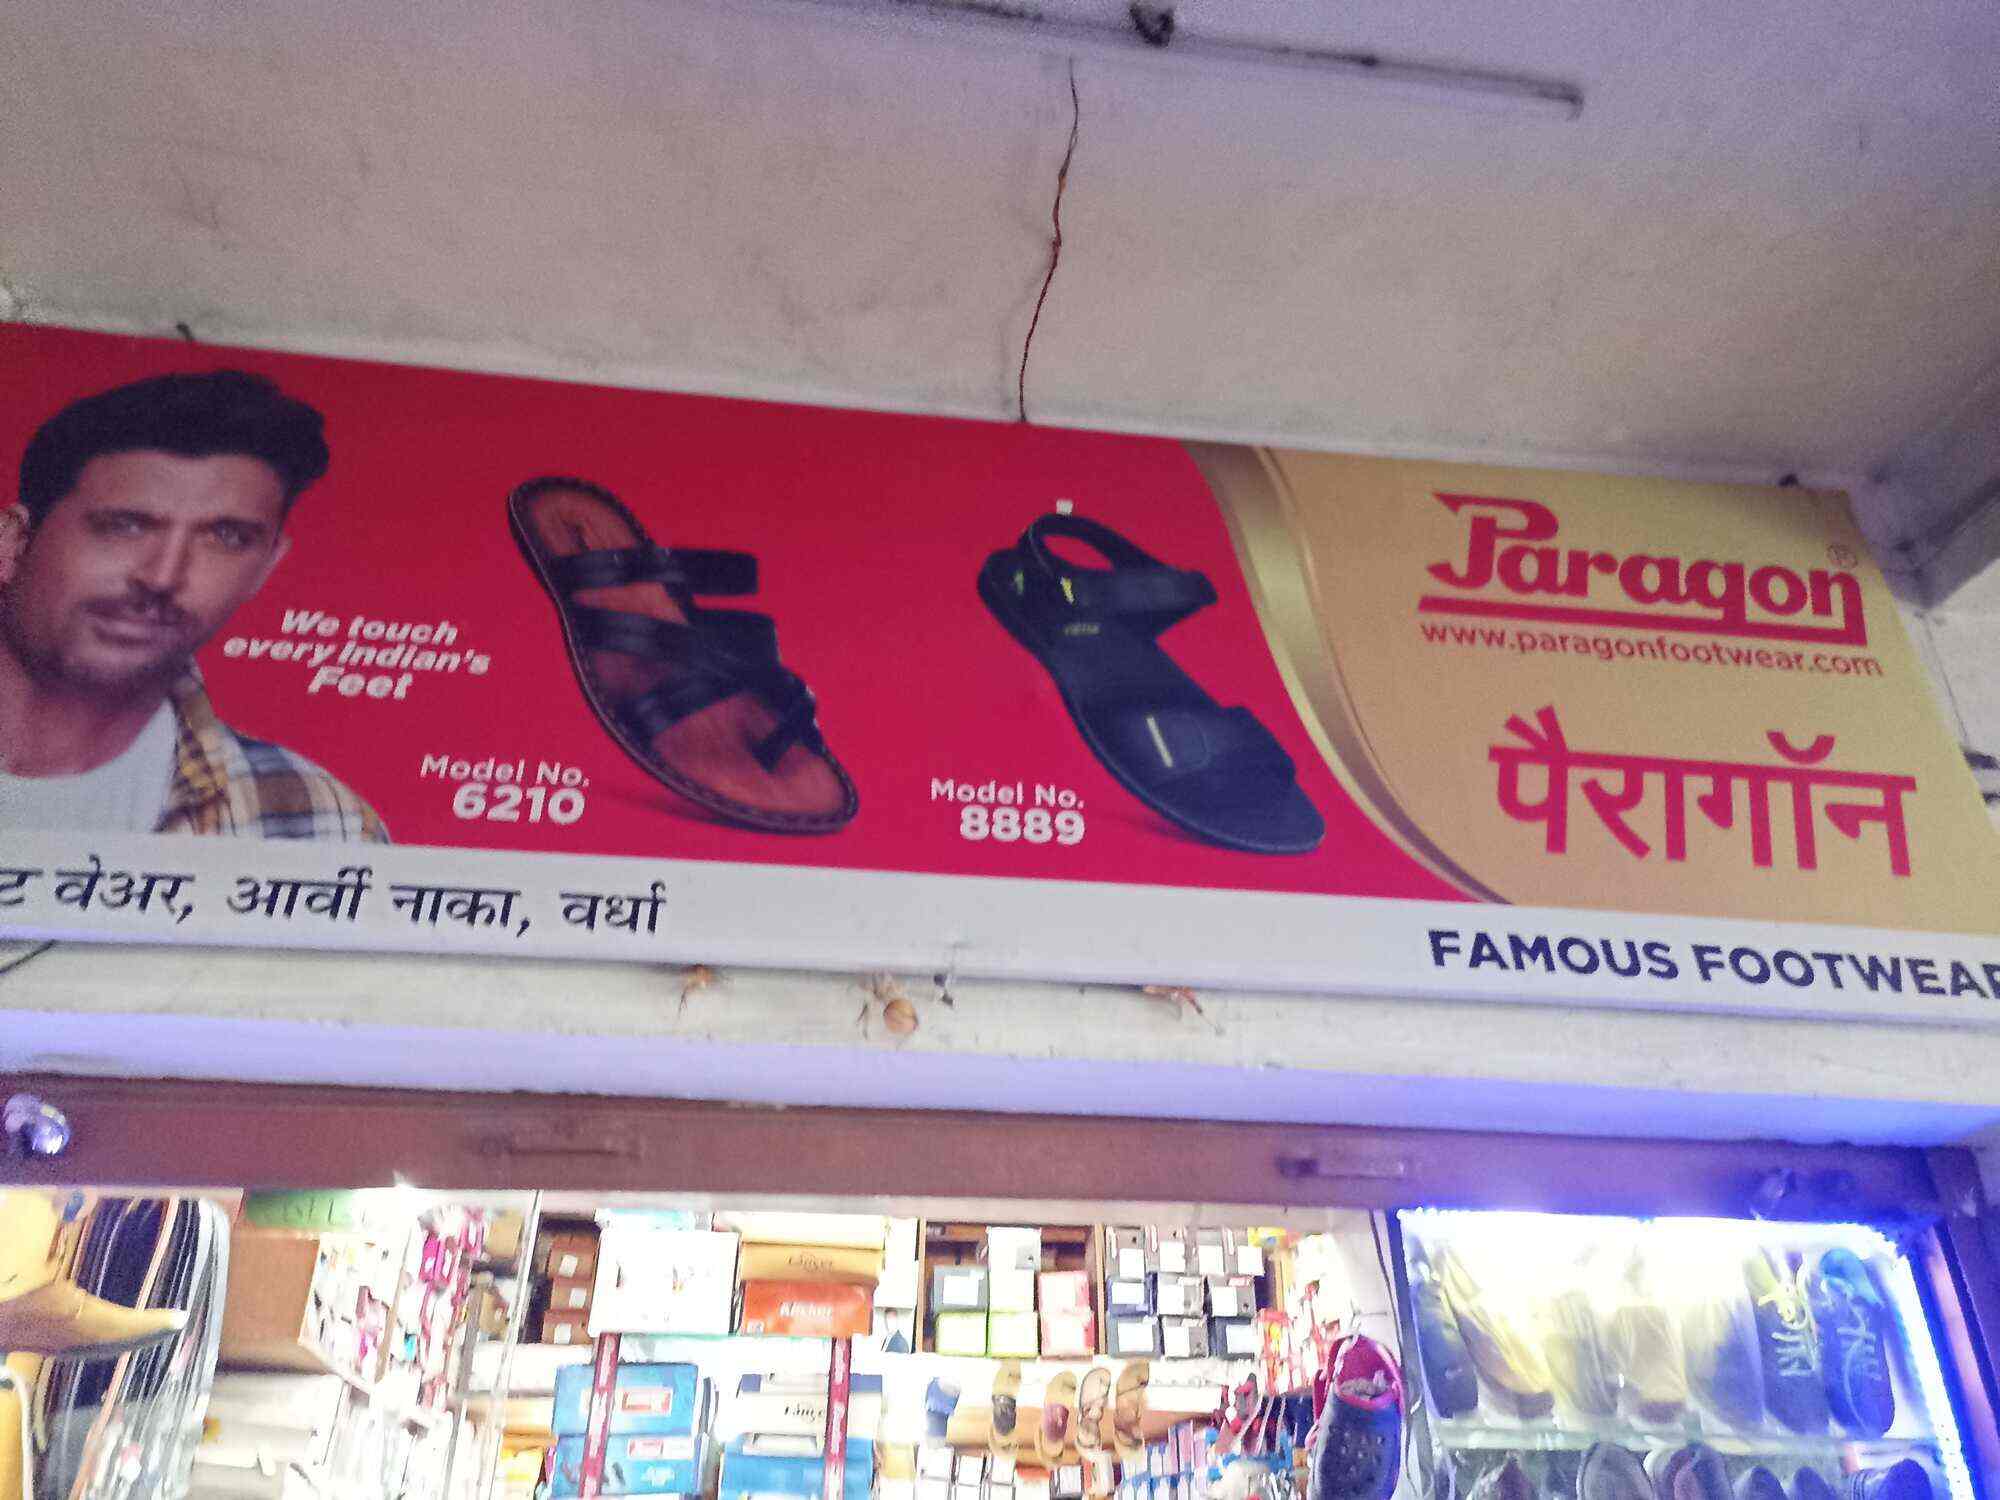 We touch
every Indian's
Feet
Model No.
6210
Model No.
8889
Paragon®
www.paragonfootwear.com
पैरागॉन
वेअर, आर्वी नाका, वर्धा
FAMOUS FOOTWEAR